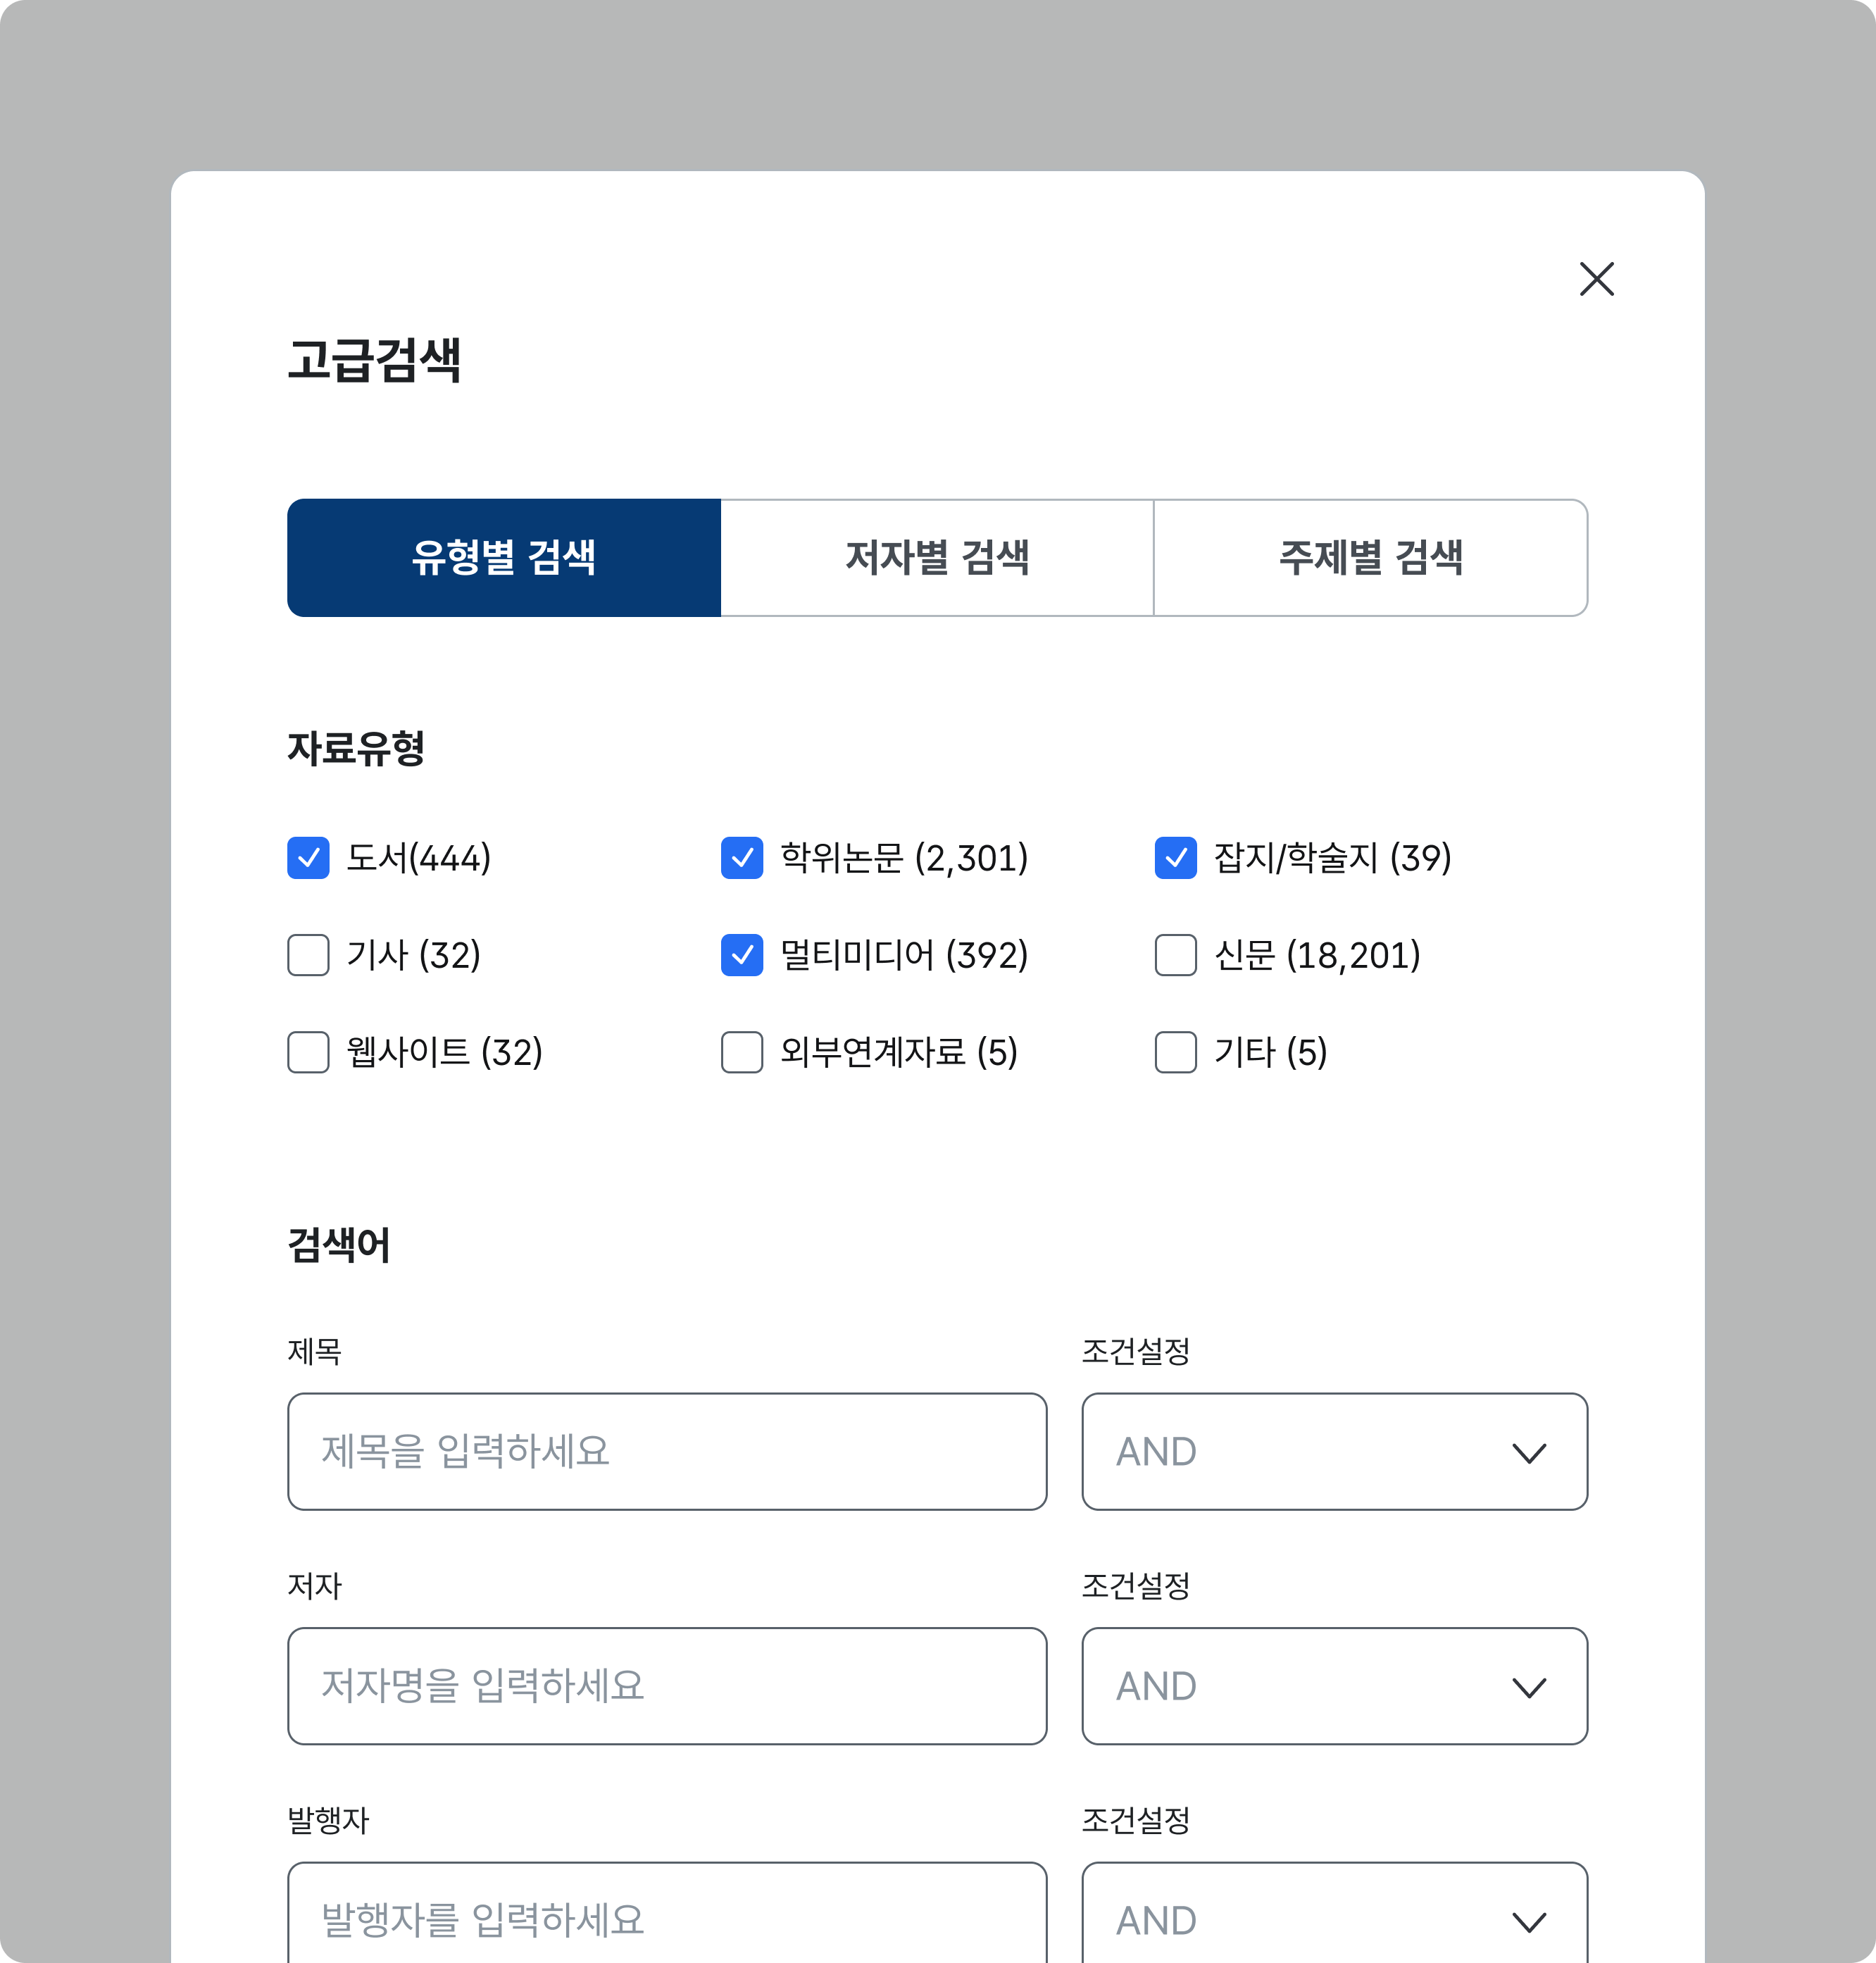 고급검색
유형별 검색 저자별 검색 주제별 검색
자료유형
도서(444) 학위논문 (2,301) 잡지/학술지 (39)
기사 (32) 멀티미디어 (392) 신문 (18,201)
웹사이트 (32) 외부연계자료 (5) 기타 (5)
검색어
제목 조건설정
제목을 입력하세요 AND
저자 조건설정
저자명을 입력하세요 AND
발행자 조건설정
발행자를 입력하세요 AND